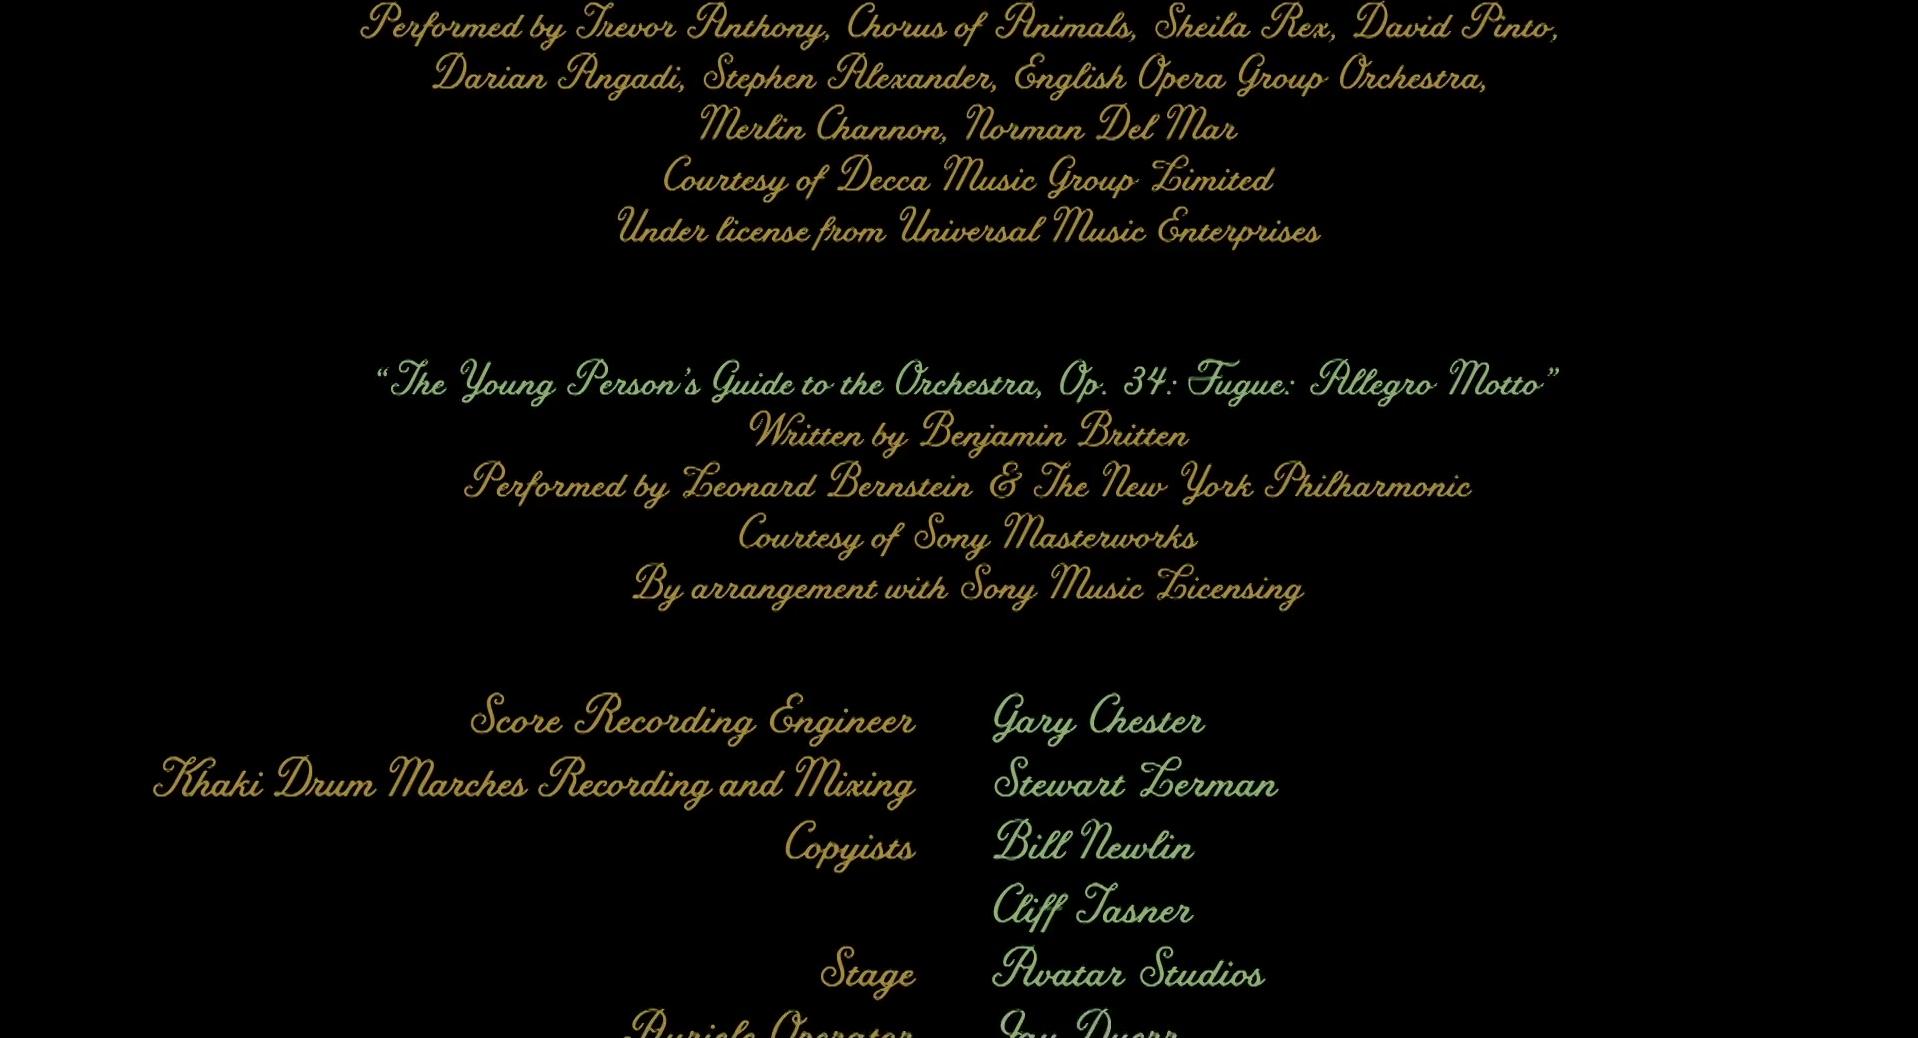 Performed by Trevor Anthony, Chorus of Animals, Sheila Rex, David Pinto,
Darian Angadi, Stephen Alexander, English Opera Group Orchestra,
Merlin Channon, Norman Del Mar
Courtesy of Decca Music Group Limited
Under license from Universal Music Enterprises
“The Young Person’s Guide to the Orchestra, Op. 34: Fugue: Allegro Motto”
Written by Benjamin Britten
Performed by Leonard Bernstein & The New York Philharmonic
Courtesy of Sony Masterworks
By arrangement with Sony Music Licensing
Score Recording Engineer Gary Chester
Khaki Drum Marches Recording and Mixing Stewart Lerman
Copyists Bill Newlin
Cliff Tasner
Stage Avatar Studios
Operator